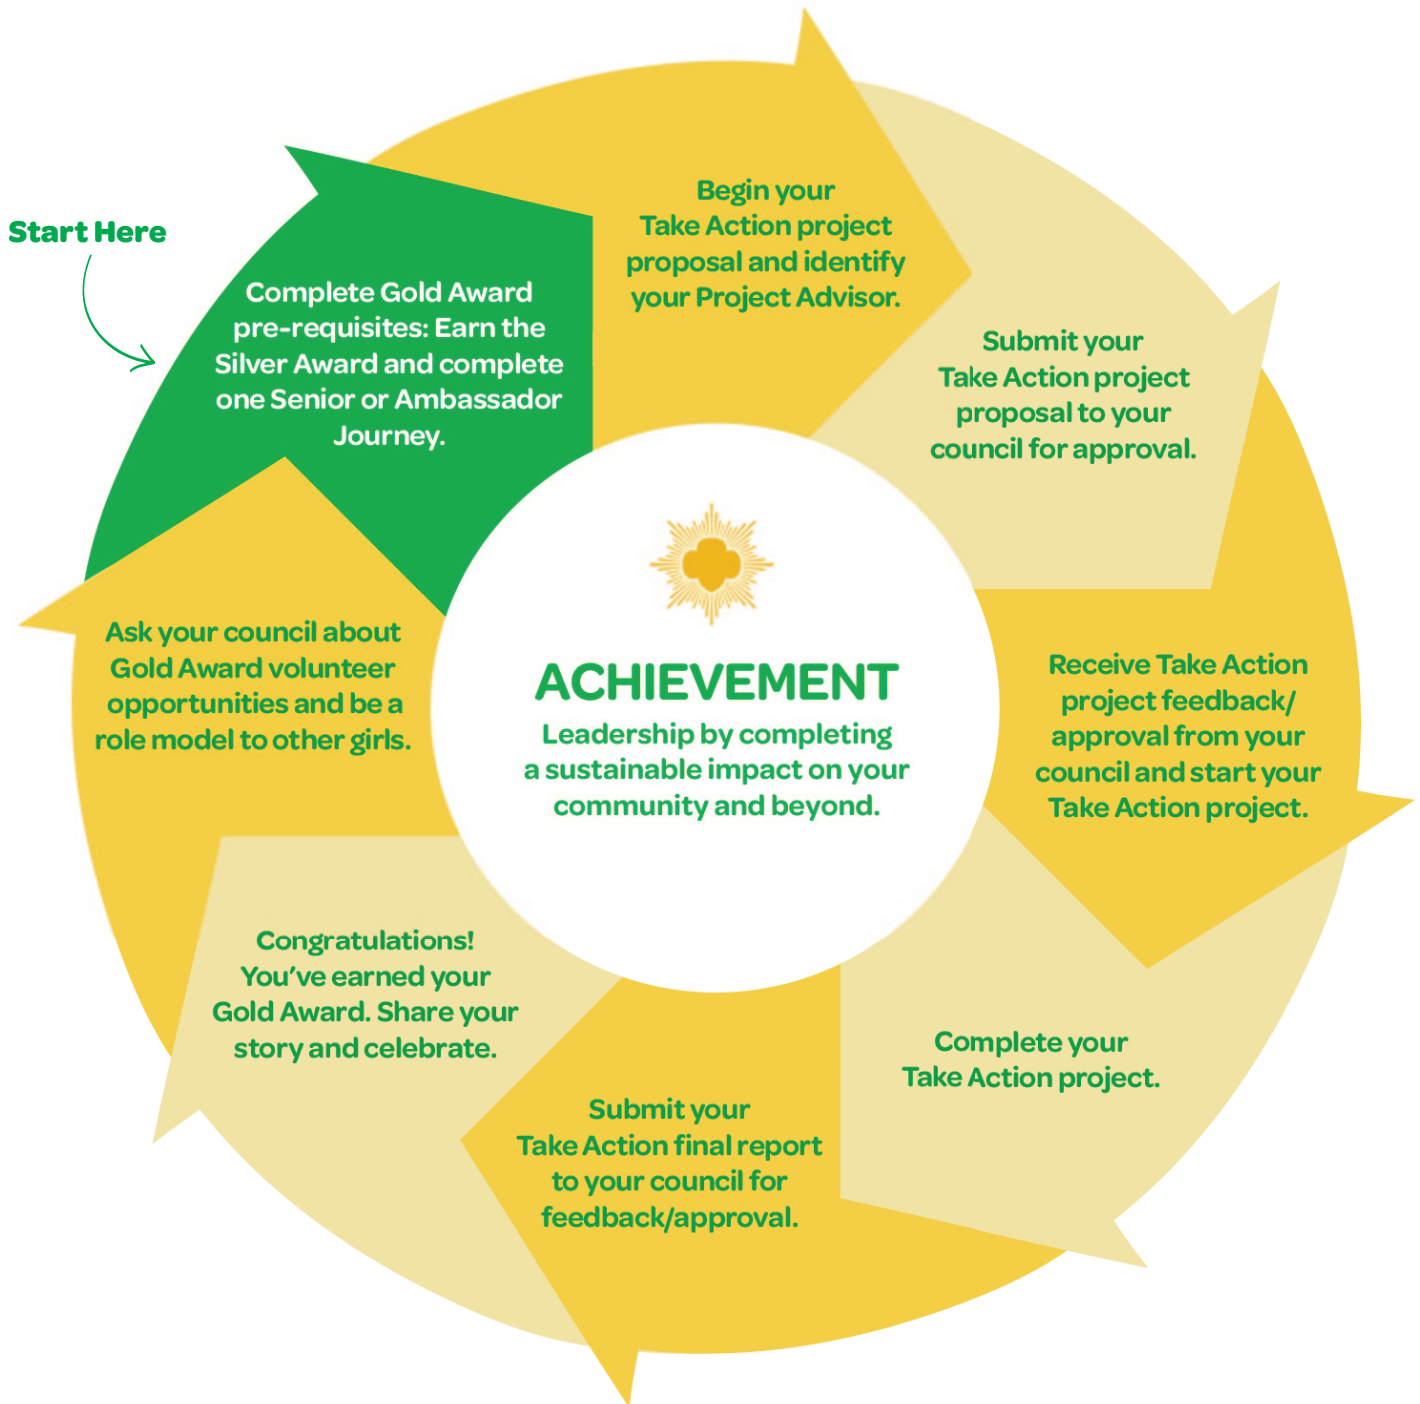 Start Here
Complete Gold Award
pre-requisites: Earn the
Silver Award and complete
one Senior or Ambassador
Journey.
Begin your
Take Action project
proposal and identify
your Project Advisor.
Submit your
Take Action project
proposal to your
council for approval.
Receive Take Action
project feedback/
approval from your
council and start your
Take Action project.
Complete your
Take Action project.
Submit your
Take Action final report
to your council for
feedback/approval.
Congratulations!
You’ve earned your
Gold Award. Share your
story and celebrate.
Ask your council about
Gold Award volunteer
opportunities and be a
role model to other girls.
ACHIEVEMENT
Leadership by completing
a sustainable impact on your
community and beyond.